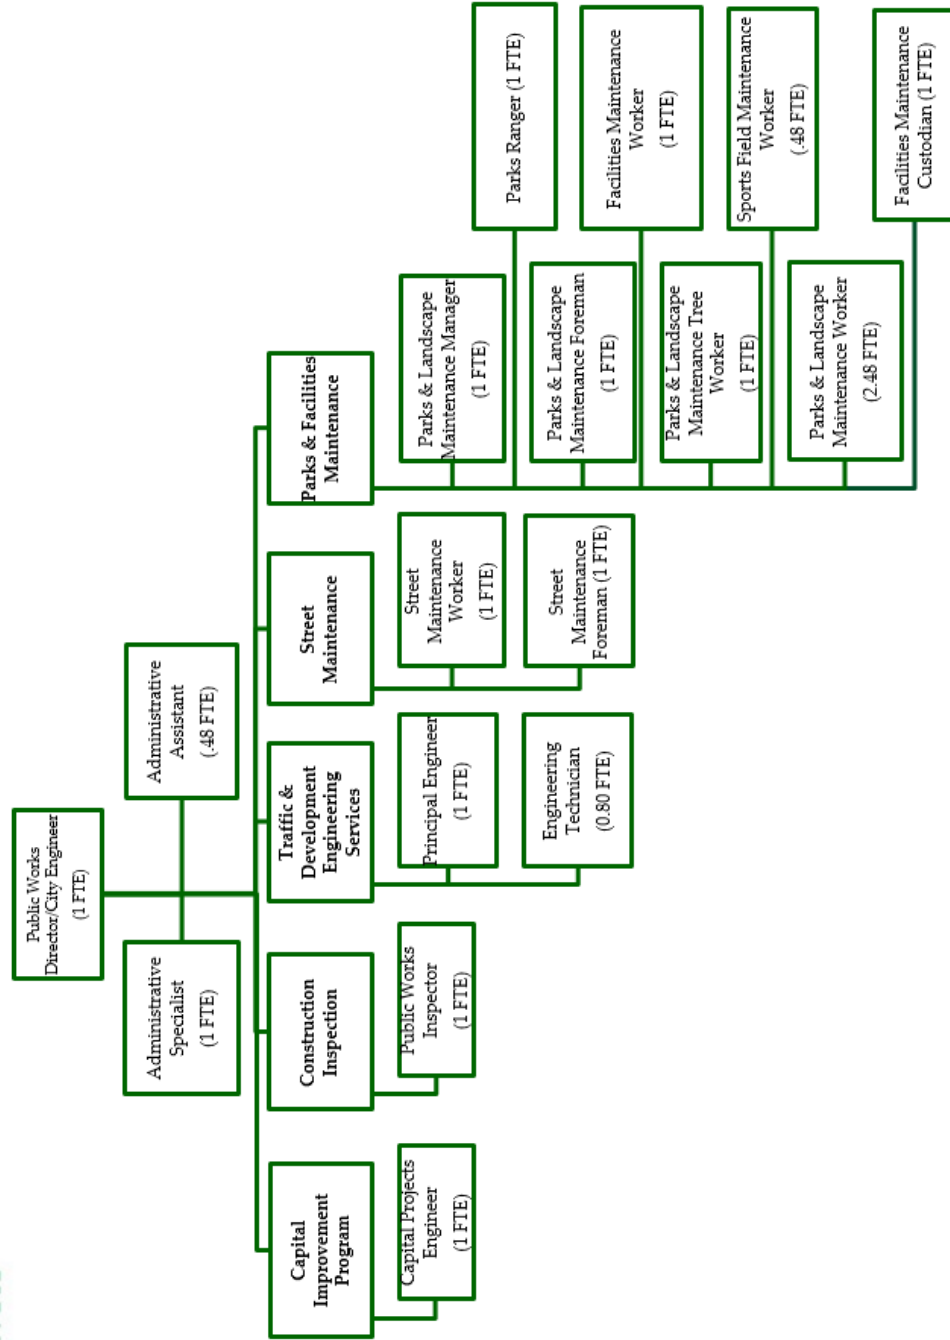 Public Works
Director/City Engineer
(1 FTE)
Administrative
Specialist
(1 FTE)
Administrative
Assistant
(.48 FTE)
Capital
Improvement
Program
Construction
Inspection
Traffic &
Development
Engineering
Services
Street
Maintenance
Parks & Facilities
Maintenance
Capital Projects
Engineer
(1 FTE)
Public Works
Inspector
(1 FTE)
Principal Engineer
(1 FTE)
Engineering
Technician
(0.80 FTE)
Street
Maintenance
Worker
(1 FTE)
Street
Maintenance
Foreman (1 FTE)
Parks & Landscape
Maintenance Manager
(1 FTE)
Parks Ranger (1 FTE)
Parks & Landscape
Maintenance Foreman
(1 FTE)
Facilities Maintenance
Worker
(1 FTE)
Parks & Landscape
Maintenance Tree
Worker
(1 FTE)
Sports Field Maintenance
Worker
(.48 FTE)
Parks & Landscape
Maintenance Worker
(2.48 FTE)
Facilities Maintenance
Custodian (1 FTE)